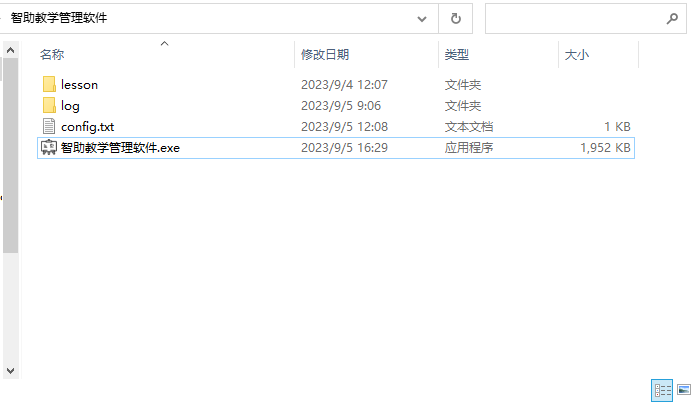 智助教学管理软件
名称 修改日期 类型 大小
lesson 2023/9/4 12:07 文件夹
log 2023/9/5 9:06 文件夹
config.txt 2023/9/5 12:08 文本文档 1 KB
智助教学管理软件.exe 2023/9/5 16:29 应用程序 1,952 KB